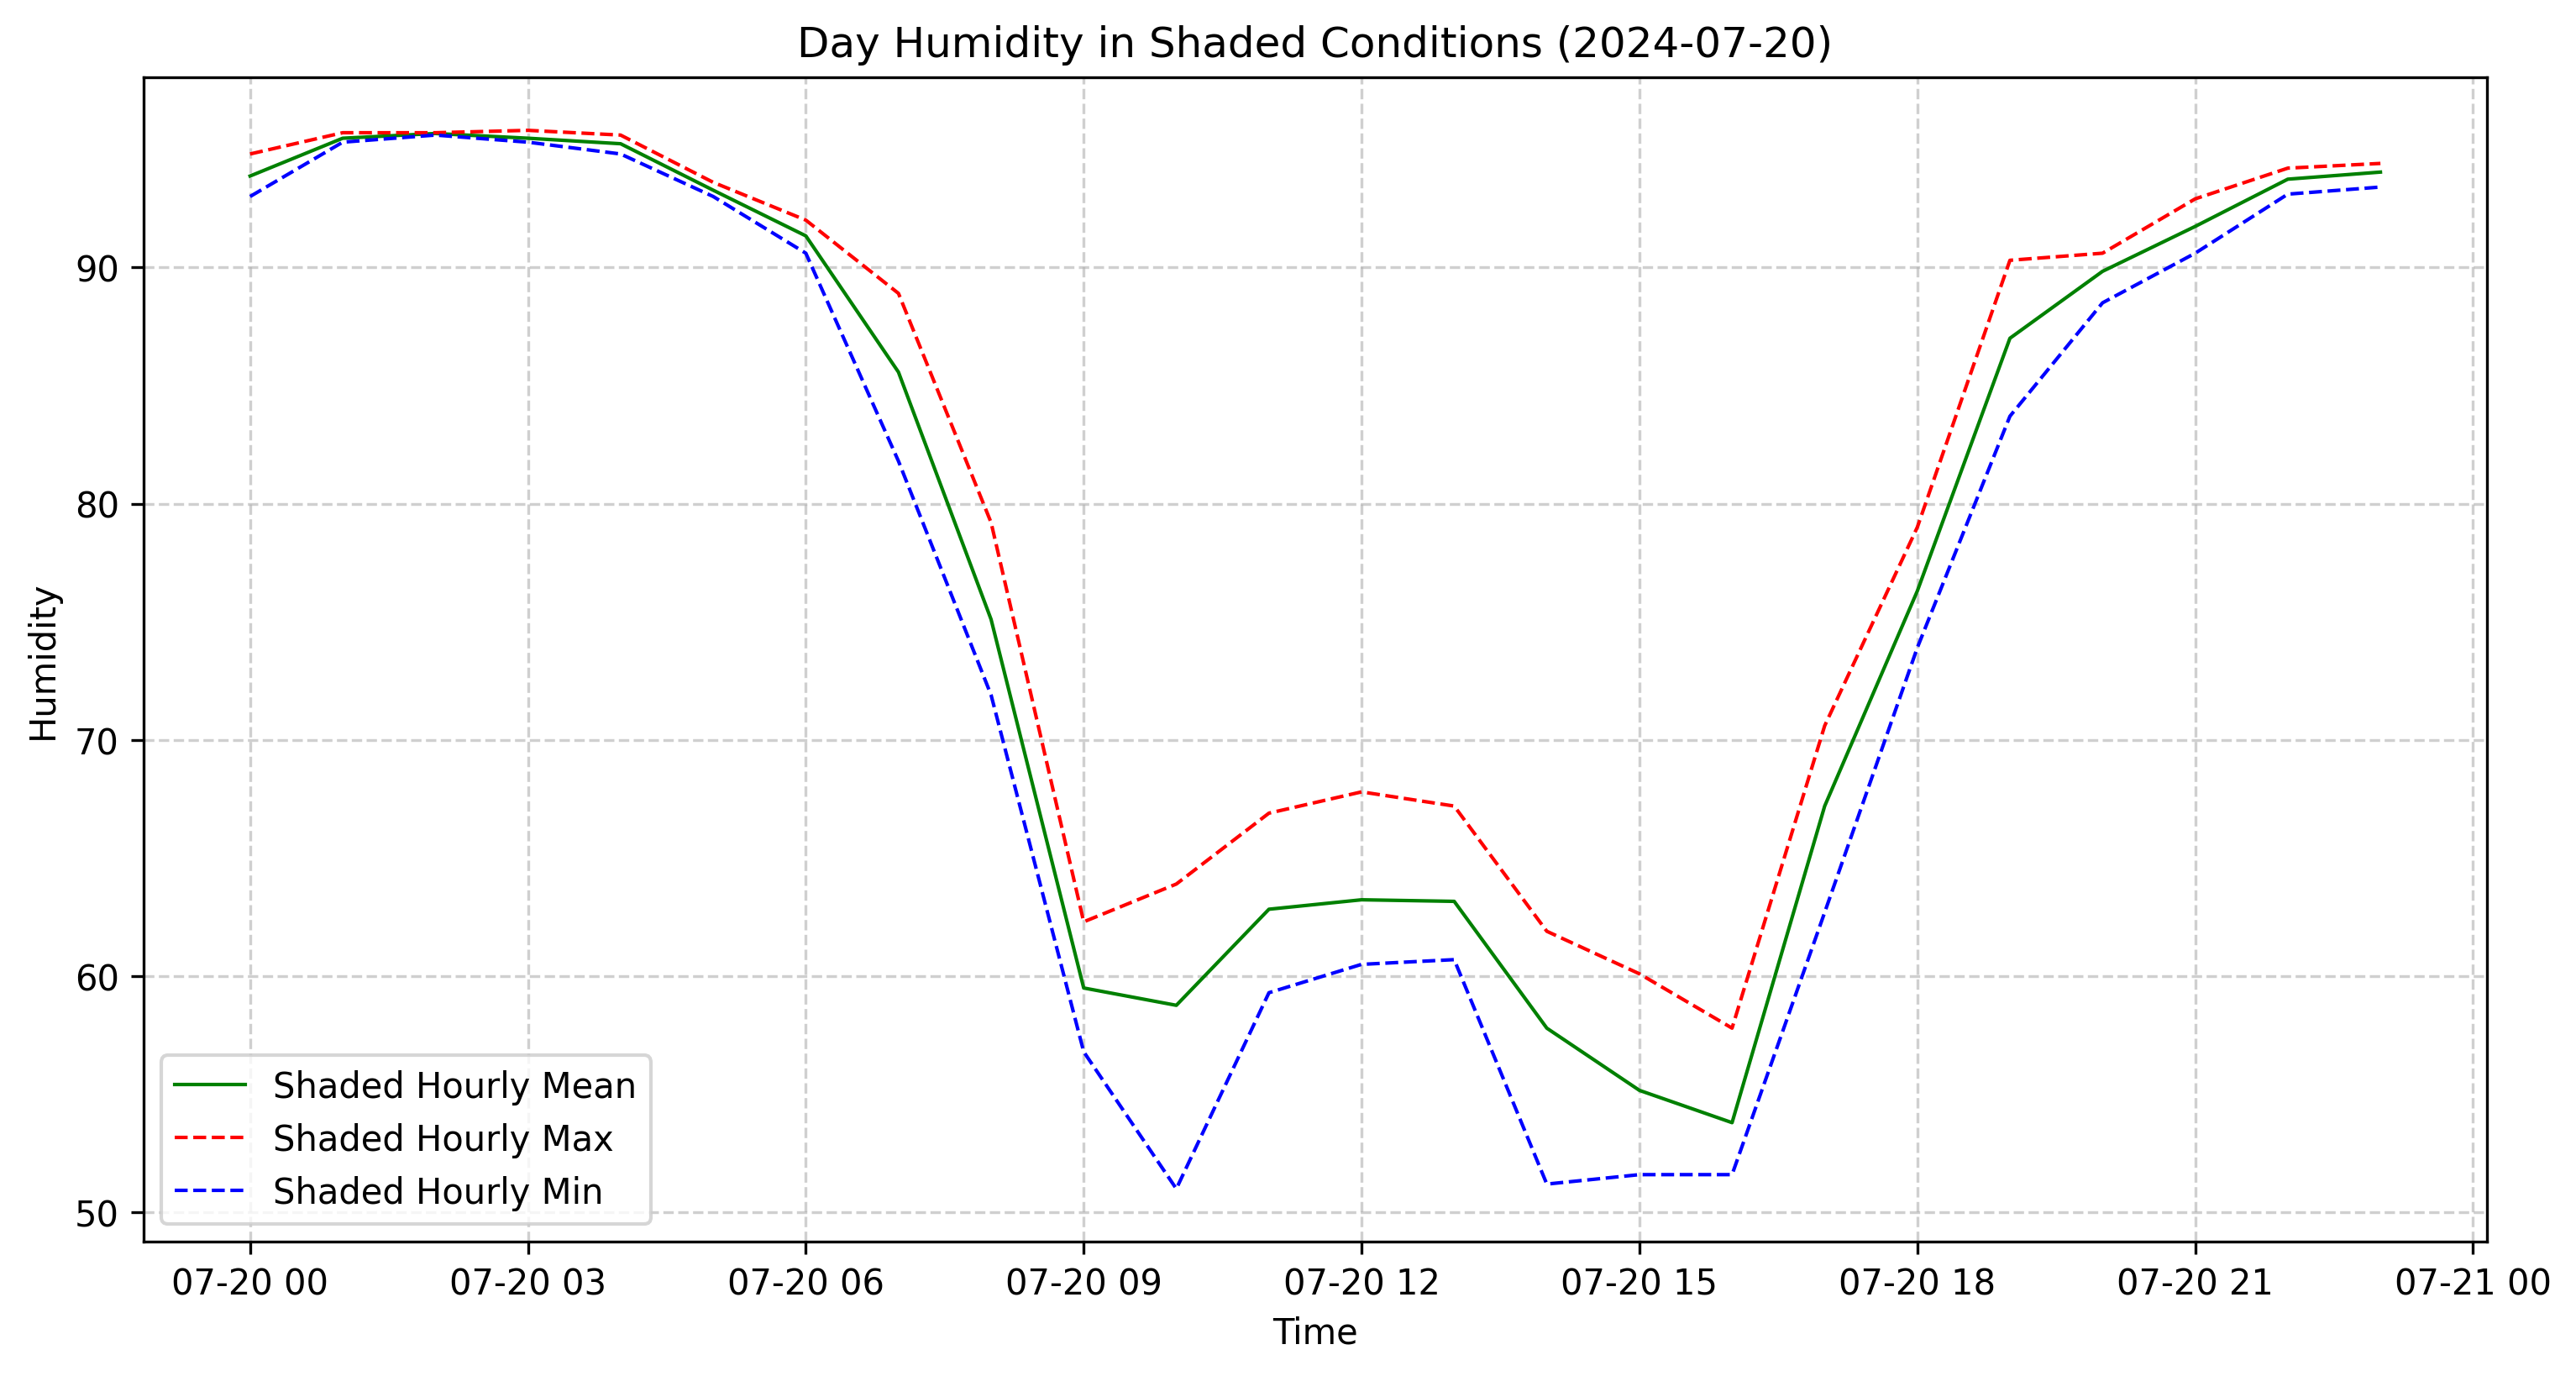 Day Humidity in Shaded Conditions (2024-07-20)
Humidity
90
80
70
60
50
Shaded Hourly Mean
Shaded Hourly Max
Shaded Hourly Min
07-20 00 07-20 03 07-20 06 07-20 09 07-20 12 07-20 15 07-20 18 07-20 21 07-21 00
Time